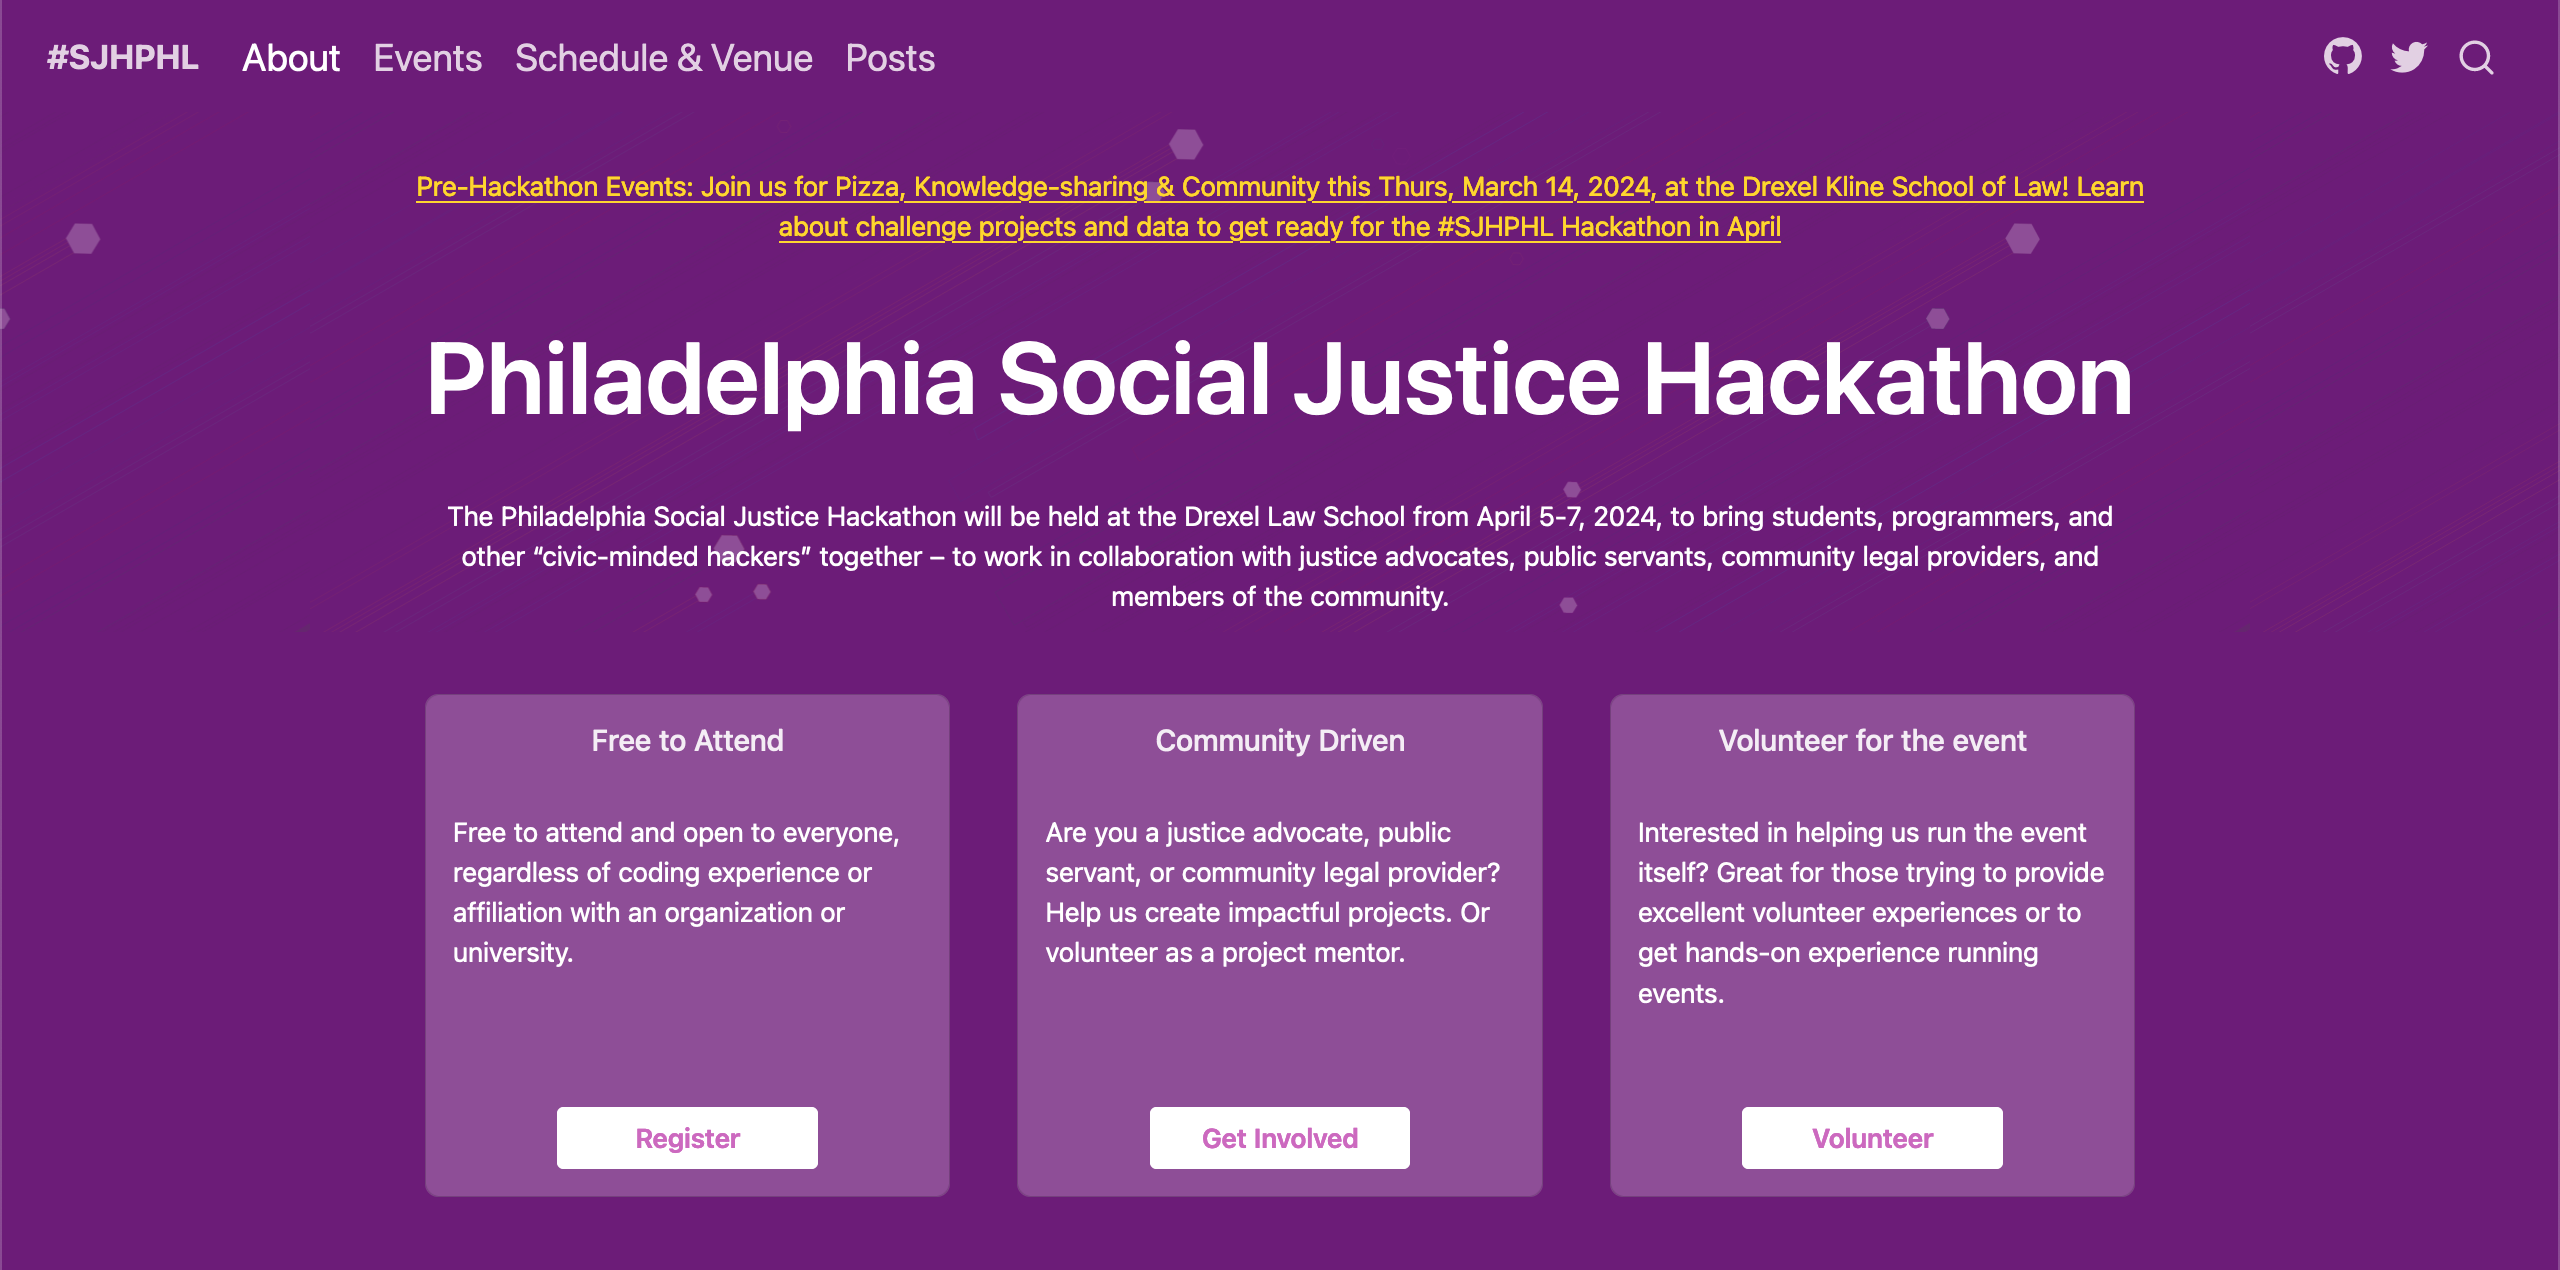 #SJHPHL About Events Schedule & Venue Posts
Pre-Hackathon Events: Join us for Pizza, Knowledge-sharing & Community this Thurs, March 14, 2024, at the Drexel Kline School of Law! Learn
about challenge projects and data to get ready for the #SJHPHL Hackathon in April
Philadelphia Social Justice Hackathon
The Philadelphia Social Justice Hackathon will be held at the Drexel Law School from April 5-7, 2024, to bring students, programmers, and
other “civic-minded hackers” together – to work in collaboration with justice advocates, public servants, community legal providers, and
members of the community.
Free to Attend
Free to attend and open to everyone,
regardless of coding experience or
affiliation with an organization or
university.
Register
Community Driven
Are you a justice advocate, public
servant, or community legal provider?
Help us create impactful projects. Or
volunteer as a project mentor.
Get Involved
Volunteer for the event
Interested in helping us run the event
itself? Great for those trying to provide
excellent volunteer experiences or to
get hands-on experience running
events.
Volunteer